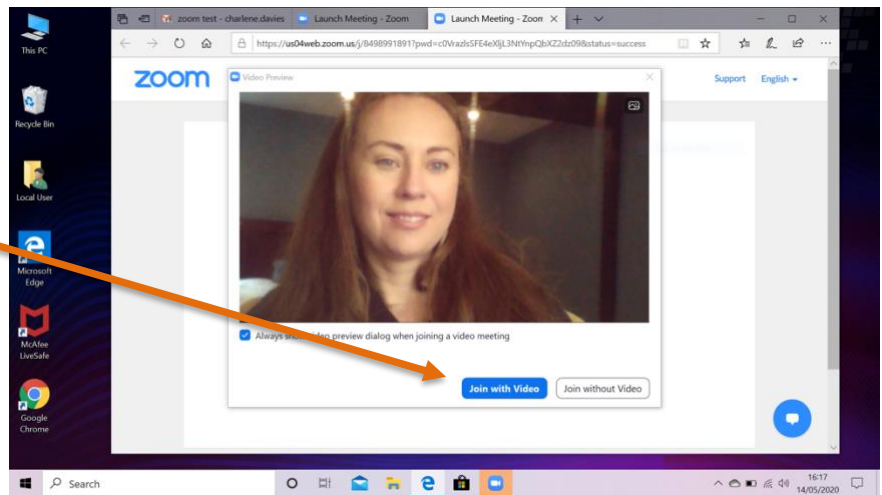 zoom test - charlene.davies
Launch Meeting - Zoom
Launch Meeting - Zoom
This PC
https://us04web.zoom.us/j/84989918917pwd=c0VrazlsSFE4eXljL3NtYnpQbXZ2dz09&status=success
zoom
Video Preview
Support English
Recycle Bin
Local User
Microsoft
Edge
Always show video preview dialog when joining a video meeting
McAfee
LiveSafe
Join with Video
Join without Video
Google
Chrome
Search
16:17
14/05/2020